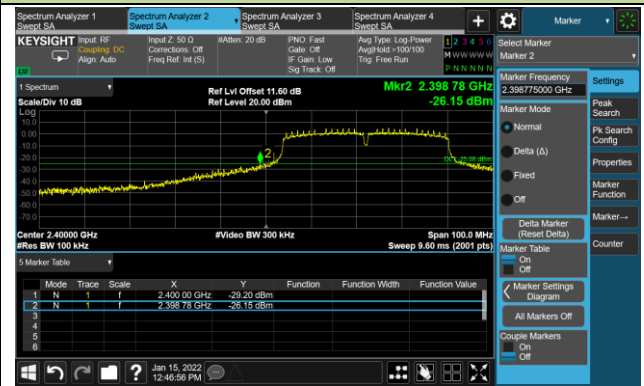 Spectrum Analyzer 1
Swept SA
Spectrum Analyzer 2
Swept SA
Spectrum Analyzer 3
Swept SA
Spectrum Analyzer 4
Swept SA
+
Marker
KEYSIGHT
Input: RF
Coupling: DC
Align: Auto
Input Z: 50 Ω
Corrections: Off
Freq Ref: Int (S)
#Atten: 20 dB
PNO: Fast
Gate: Off
IF Gain: Low
Sig Track: Off
Avg Type: Log-Power
Avg|Hold:>100/100
Trig: Free Run
1 2 3 4 5 6
M W W W W W
P N N N N N
LXI
Select Marker
Marker 2
1 Spectrum
Scale/Div 10 dB
Ref Lvl Offset 11.60 dB
Ref Level 20.00 dBm
Mkr2 2.398 78 GHz
-26.15 dBm
Log
10.0
0.00
-10.0
-20.0
-30.0
-40.0
-50.0
-60.0
-70.0
2
Center 2.40000 GHz
#Res BW 100 kHz
#Video BW 300 kHz
Span 100.0 MHz
Sweep 9.60 ms (2001 pts)
5 Marker Table
Mode Trace Scale X Y Function Function Width Function Value
1 N 1 f 2.400 00 GHz -29.20 dBm
2 N 1 f 2.398 78 GHz -26.15 dBm
3
4
5
6
Marker Frequency
2.398775000 GHz
Marker Mode
Normal
Delta (Δ)
Fixed
Off
Delta Marker
(Reset Delta)
Marker Table
On
Off
Marker Settings
Diagram
All Markers Off
Couple Markers
On
Off
Settings
Peak
Search
Pk Search
Config
Properties
Marker
Function
Marker→
Counter
?
Jan 15, 2022
12:46:56 PM